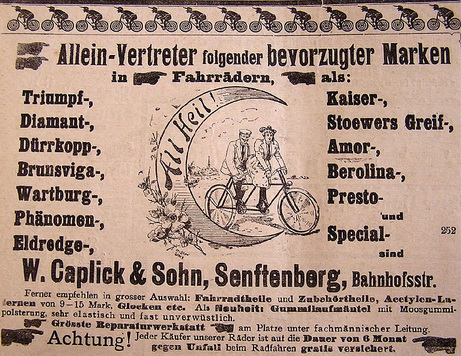 Allein-Vertreter folgender bevorzugter Marken
in Fahrrädern, als:
Triumpf-,
Diamant-,
Dürrkopp-,
Brunsviga-,
Wartburg-,
Phänomen-,
Eldredge-,
All Heil!
Kaiser-,
Stoewers Greif-,
Amor-,
Berolina-,
Presto-
und
Special-
252
sind
W. Caplick & Sohn, Senftenberg, Bahnhofsstr.
Ferner empfehlen in grosser Auswahl: Fahrradtheile und Zubehörtheile, Acetylen-La-
ternen von 9–15 Mark, Glocken etc. Als Neuheit: Gummilaufmäntel mit Moosgummi-
polsterung, sehr elastisch und fast unverwüstlich.
Grösste Reparaturwerkstatt am Platze unter fachmännischer Leitung.
Achtung! Jeder Käufer unserer Räder ist auf die Dauer von 6 Monat
gegen Unfall beim Radfahren gratis versichert.